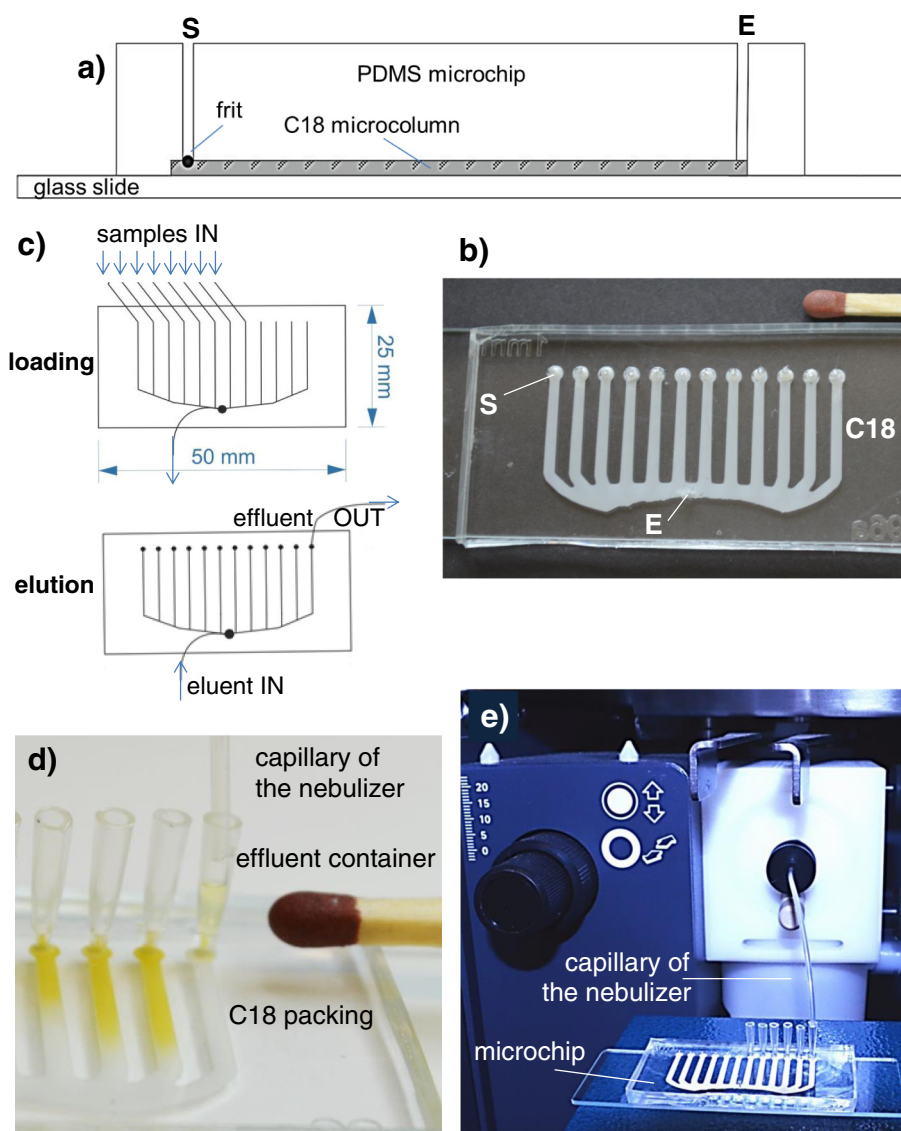 S
E
a)
PDMS microchip
frit
C18 microcolumn
glass slide
c)
samples IN
loading
25 mm
50 mm
effluent OUT
elution
eluent IN
b)
S
C18
E
d)
capillary of
the nebulizer
effluent container
C18 packing
e)
20
15
10
5
0
capillary of
the nebulizer
microchip